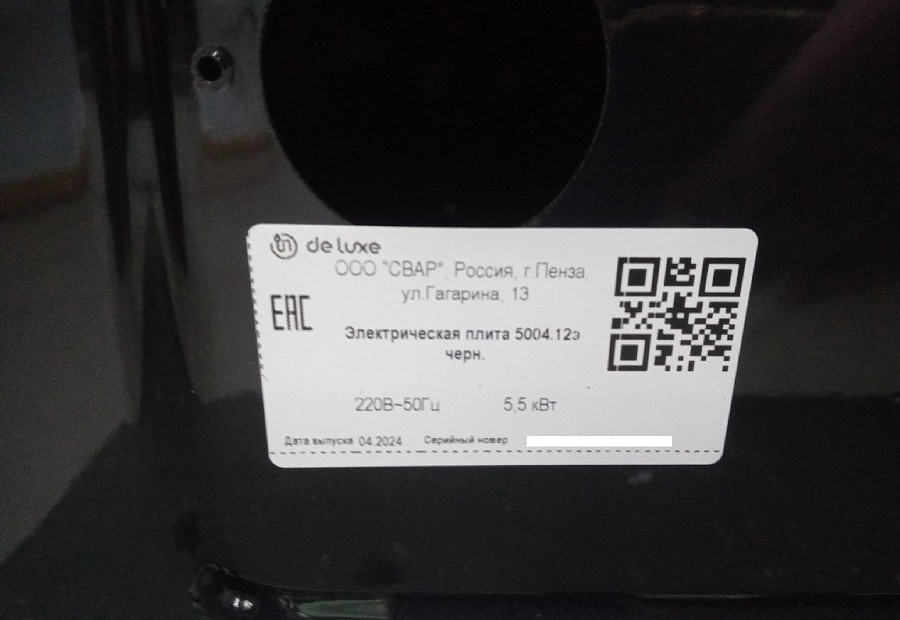 de luxe
ООО "СВАР", Россия, г.Пенза,
ул.Гагарина, 13
EAC
Электрическая плита 5004.12э
черн.
220В~50Гц 5,5 кВт
Дата выпуска 04.2024 Серийный номер